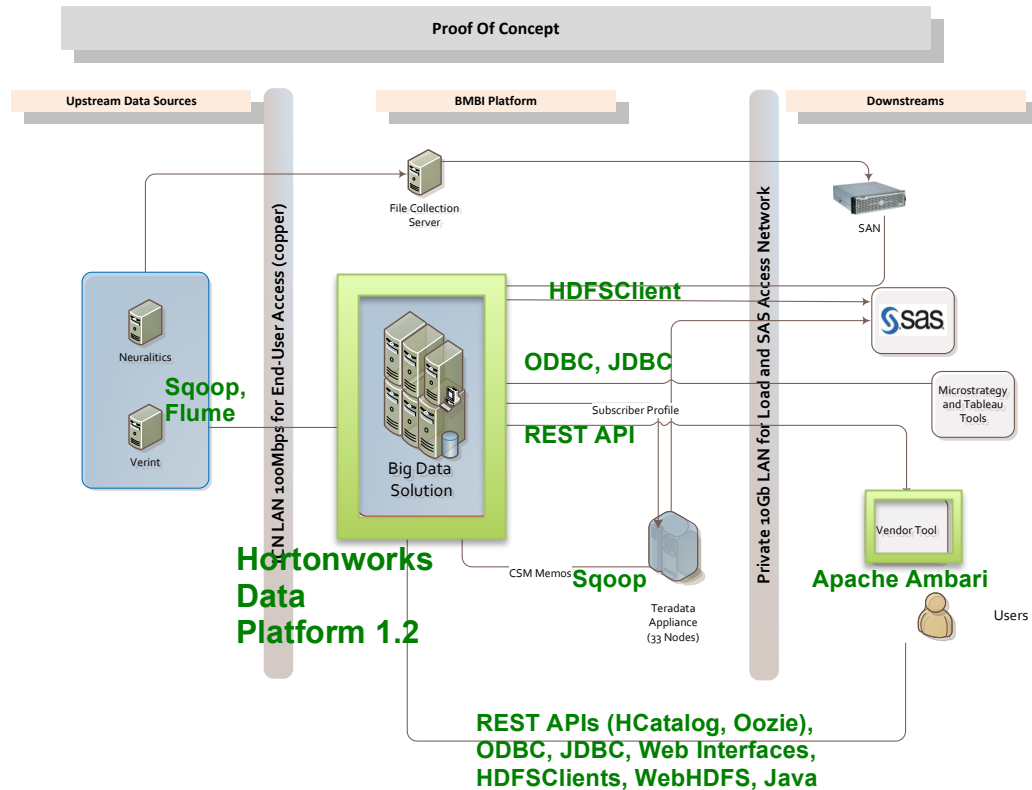 Proof Of Concept
Upstream Data Sources
BMBI Platform
Downstreams
File Collection
Server
SAN
CN LAN 100Mbps for End-User Access (copper)
Private 10Gb LAN for Load and SAS Access Network
HDFSClient
sas
Neuralitics
ODBC, JDBC
Sqoop,
Flume
Microstrategy
and Tableau
Tools
Subscriber Profile
REST API
Verint
Big Data
Solution
Vendor Tool
Hortonworks
Data
Platform 1.2
CSM Memos
Sqoop
Apache Ambari
Teradata
Appliance
(33 Nodes)
Users
REST APIs (HCatalog, Oozie),
ODBC, JDBC, Web Interfaces,
HDFSClients, WebHDFS, Java